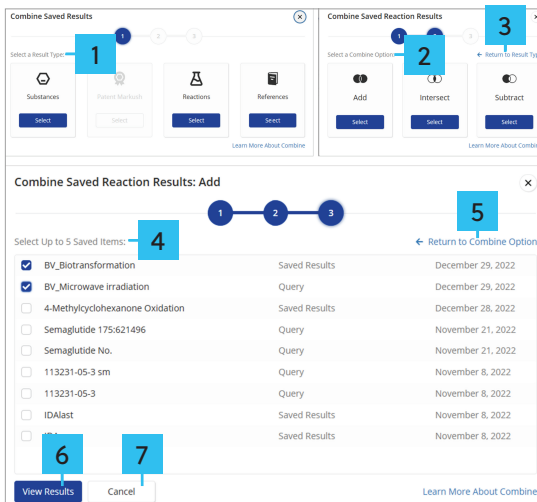 Combine Saved Results
1 2 3
Select a Result Type:
1
Substances Patent Markush Reactions References
Select Select Select Select
Learn More About Combine
Combine Saved Reaction Results
3
1 3
Select a Combine Option:
2
← Return to Result Typ
Add Intersect Subtract
Select Select Select
Learn More About Combin
Combine Saved Reaction Results: Add
1 2 3
5
Select Up to 5 Saved Items:
4
← Return to Combine Option
BV_Biotransformation Saved Results December 29, 2022
BV_Microwave irradiation Query December 29, 2022
4-Methylcyclohexanone Oxidation Saved Results December 28, 2022
Semaglutide 175:621496 Query November 21, 2022
Semaglutide No. Query November 21, 2022
113231-05-3 sm Query November 8, 2022
113231-05-3 Query November 8, 2022
IDAlast Saved Results November 8, 2022
Saved Results November 8, 2022
6 7
View Results Cancel Learn More About Combine